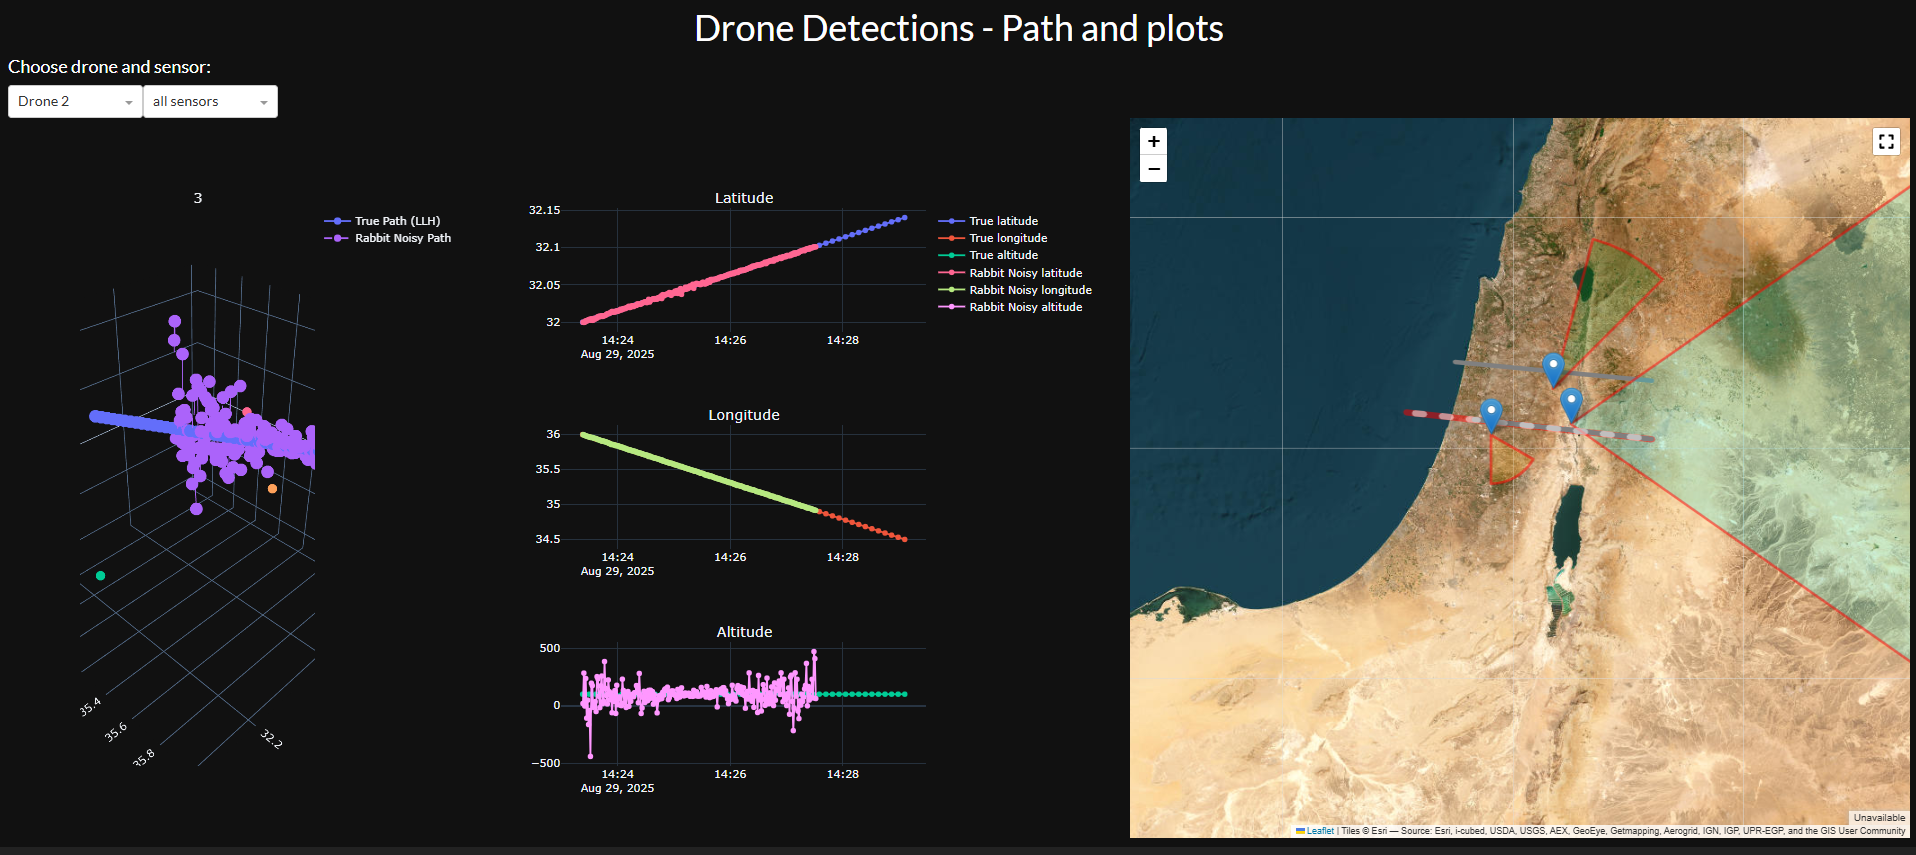 Drone Detections - Path and plots
Choose drone and sensor:
Drone 2
all sensors
3
True Path (LLH)
Rabbit Noisy Path
35.4
35.6
35.8
32.2
Latitude
32.15
32.1
32.05
32
14:24
14:26
14:28
Aug 29, 2025
True latitude
True longitude
True altitude
Rabbit Noisy latitude
Rabbit Noisy longitude
Rabbit Noisy altitude
Longitude
36
35.5
35
34.5
14:24
14:26
14:28
Aug 29, 2025
Altitude
500
0
−500
14:24
14:26
14:28
Aug 29, 2025
+
−
Unavailable
Leaflet | Tiles © Esri — Source: Esri, i-cubed, USDA, USGS, AEX, GeoEye, Getmapping, Aerogrid, IGN, IGP, UPR-EGP, and the GIS User Community